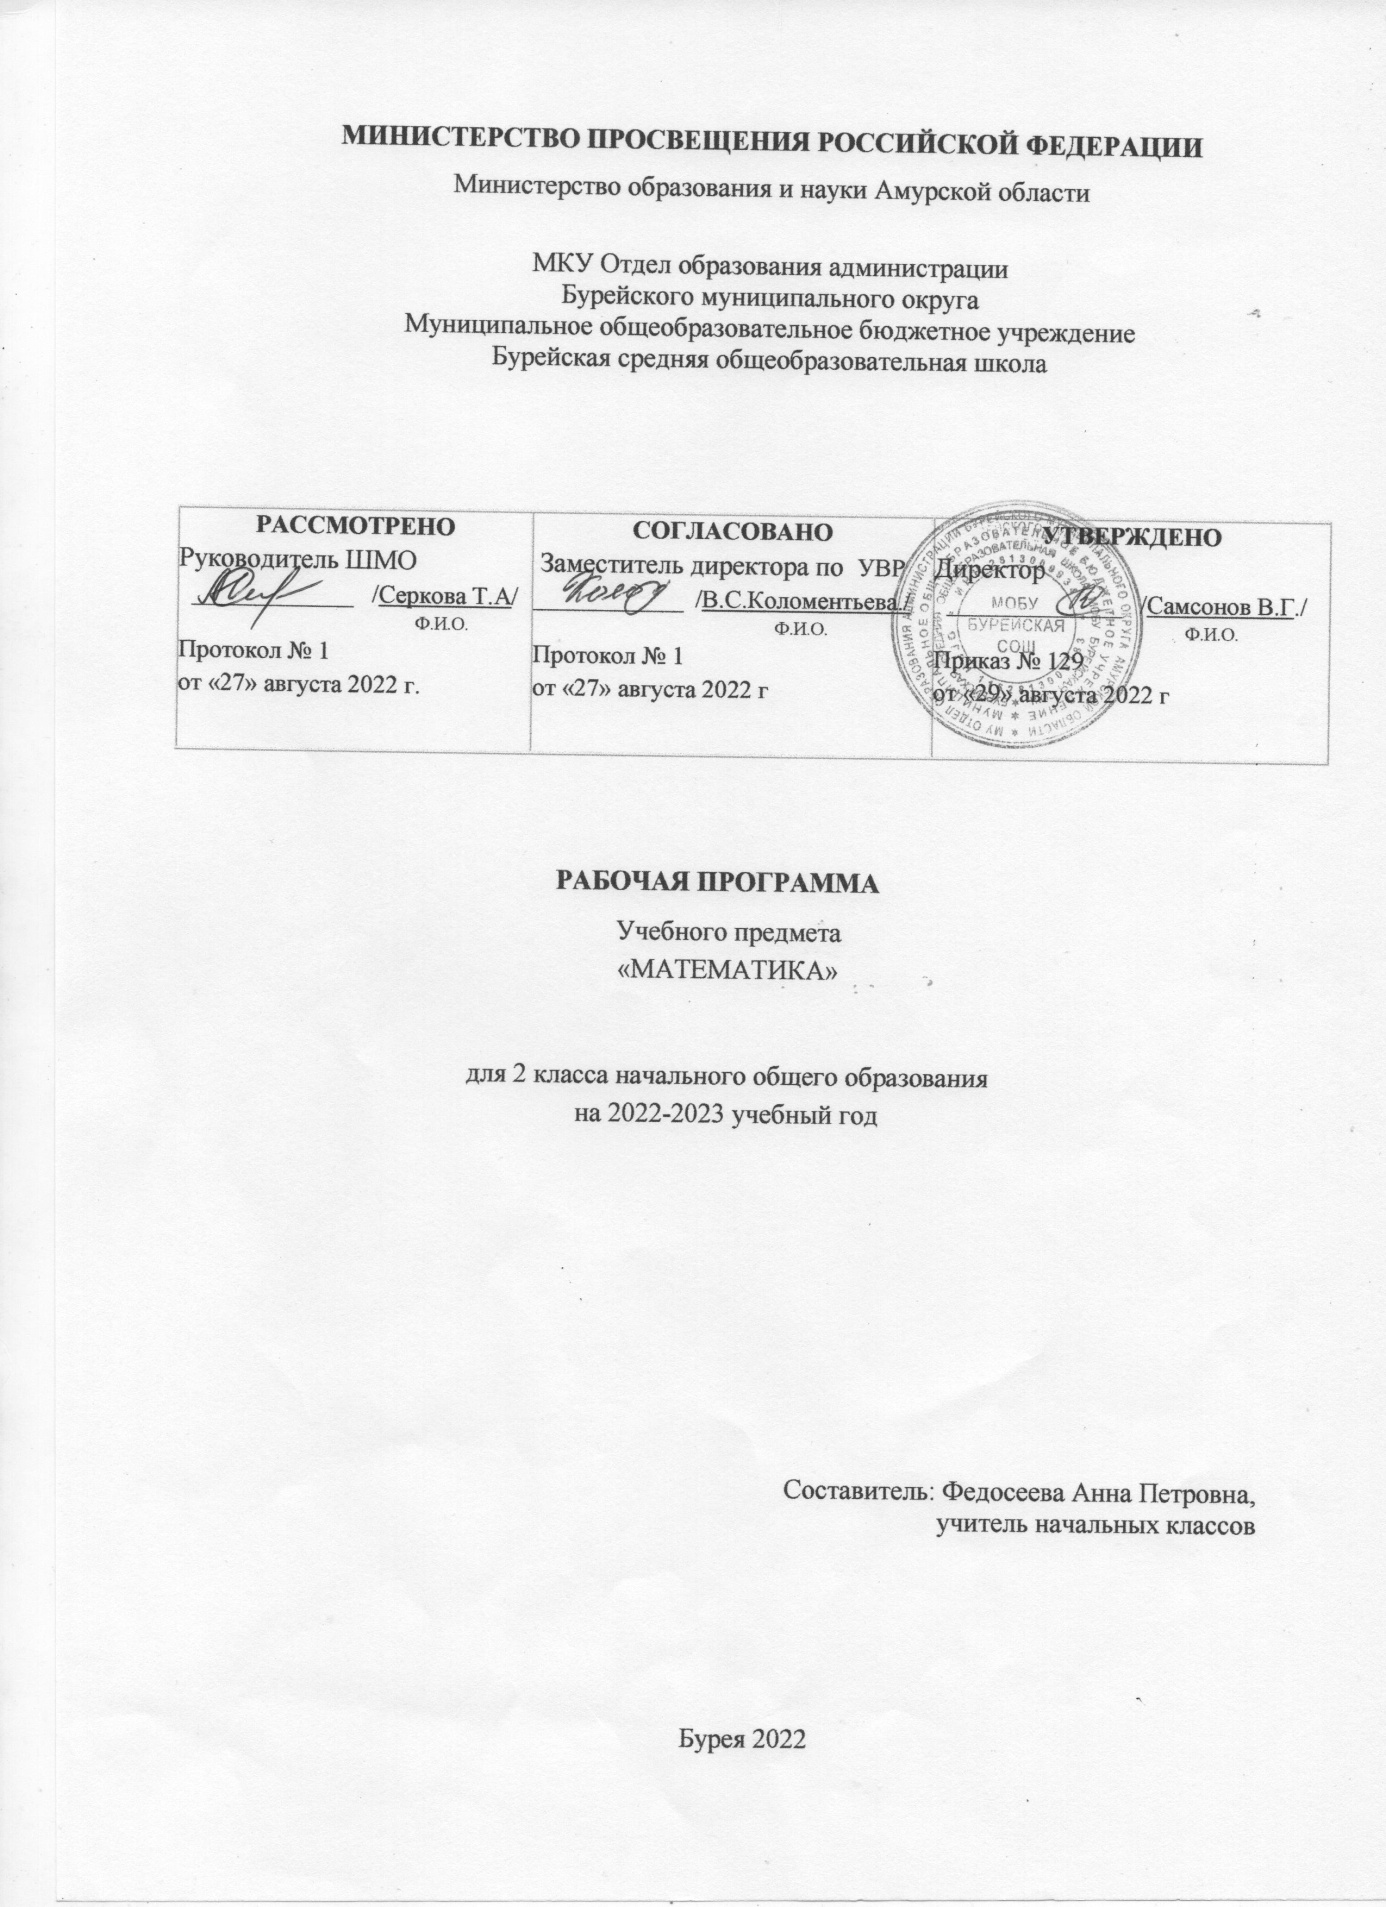 МИНИСТЕРСТВО ПРОСВЕЩЕНИЯ РОССИЙСКОЙ ФЕДЕРАЦИИ
Министерство образования и науки Амурской области
МКУ Отдел образования администрации
Бурейского муниципального округа
Муниципальное общеобразовательное бюджетное учреждение
Бурейская средняя общеобразовательная школа
РАССМОТРЕНО
Руководитель ШМО
/Серкова Т.А/
Ф.И.О.
Протокол № 1
от «27» августа 2022 г.
СОГЛАСОВАНО
Заместитель директора по УВР
/В.С.Коломентьева./
Ф.И.О.
Протокол № 1
от «27» августа 2022 г
УТВЕРЖДЕНО
Директор
/Самсонов В.Г./
Ф.И.О.
Приказ № 129
от «29» августа 2022 г
МОБУ
БУРЕЙСКАЯ
СОШ
РАБОЧАЯ ПРОГРАММА
Учебного предмета
«МАТЕМАТИКА»
для 2 класса начального общего образования
на 2022-2023 учебный год
Составитель: Федосеева Анна Петровна,
учитель начальных классов
Бурея 2022